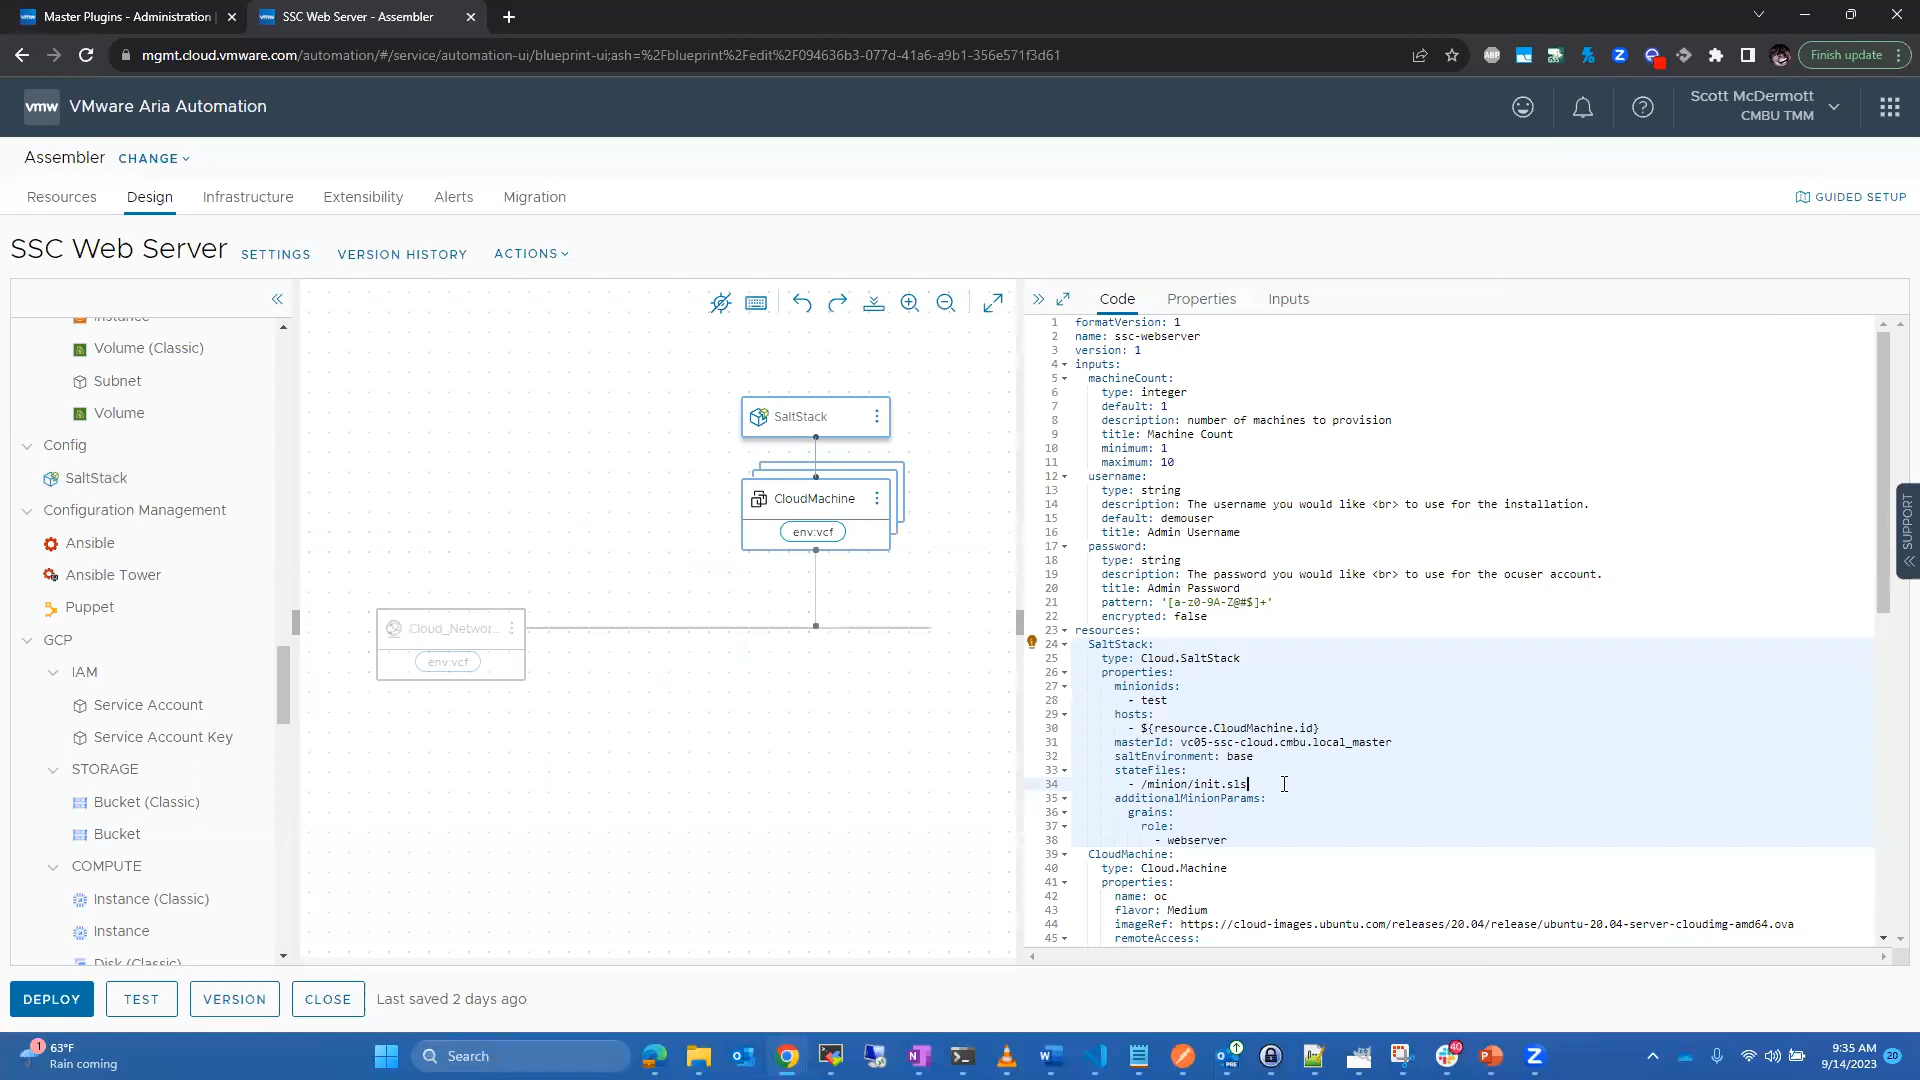 Master Plugins - Administration
SSC Web Server - Assembler
mgmt.cloud.vmware.com/automation/#/service/automation-ui/blueprint-ui;ash=%2Fblueprint%2Fedit%2F094636b3-077d-41a6-a9b1-356e571f3d61
ABP
Finish update
vmw VMware Aria Automation
Scott McDermott
CMBU TMM
Assembler CHANGE
Resources Design Infrastructure Extensibility Alerts Migration
GUIDED SETUP
SSC Web Server SETTINGS VERSION HISTORY ACTIONS
Instance
Volume (Classic)
Subnet
Volume
Config
SaltStack
Configuration Management
Ansible
Ansible Tower
Puppet
GCP
IAM
Service Account
Service Account Key
STORAGE
Bucket (Classic)
Bucket
COMPUTE
Instance (Classic)
Instance
Disk (Classic)
SaltStack
CloudMachine
env:vcf
Cloud_Networ...
env:vcf
Code Properties Inputs
1 formatVersion: 1
2 name: ssc-webserver
3 version: 1
4 inputs:
5 machineCount:
6 type: integer
7 default: 1
8 description: number of machines to provision
9 title: Machine Count
10 minimum: 1
11 maximum: 10
12 username:
13 type: string
14 description: The username you would like <br> to use for the installation.
15 default: demouser
16 title: Admin Username
17 password:
18 type: string
19 description: The password you would like <br> to use for the ocuser account.
20 title: Admin Password
21 pattern: '[a-z0-9A-Z@#$]+'
22 encrypted: false
23 resources:
24 SaltStack:
25 type: Cloud.SaltStack
26 properties:
27 minionids:
28 - test
29 hosts:
30 - ${resource.CloudMachine.id}
31 masterId: vc05-ssc-cloud.cmbu.local_master
32 saltEnvironment: base
33 stateFiles:
34 - /minion/init.sls
35 additionalMinionParams:
36 grains:
37 role:
38 - webserver
39 CloudMachine:
40 type: Cloud.Machine
41 properties:
42 name: oc
43 flavor: Medium
44 imageRef: https://cloud-images.ubuntu.com/releases/20.04/release/ubuntu-20.04-server-cloudimg-amd64.ova
45 remoteAccess:
SUPPORT
DEPLOY TEST VERSION CLOSE Last saved 2 days ago
1
63°F
Rain coming
Search
PRE
40
9:35 AM
9/14/2023
20